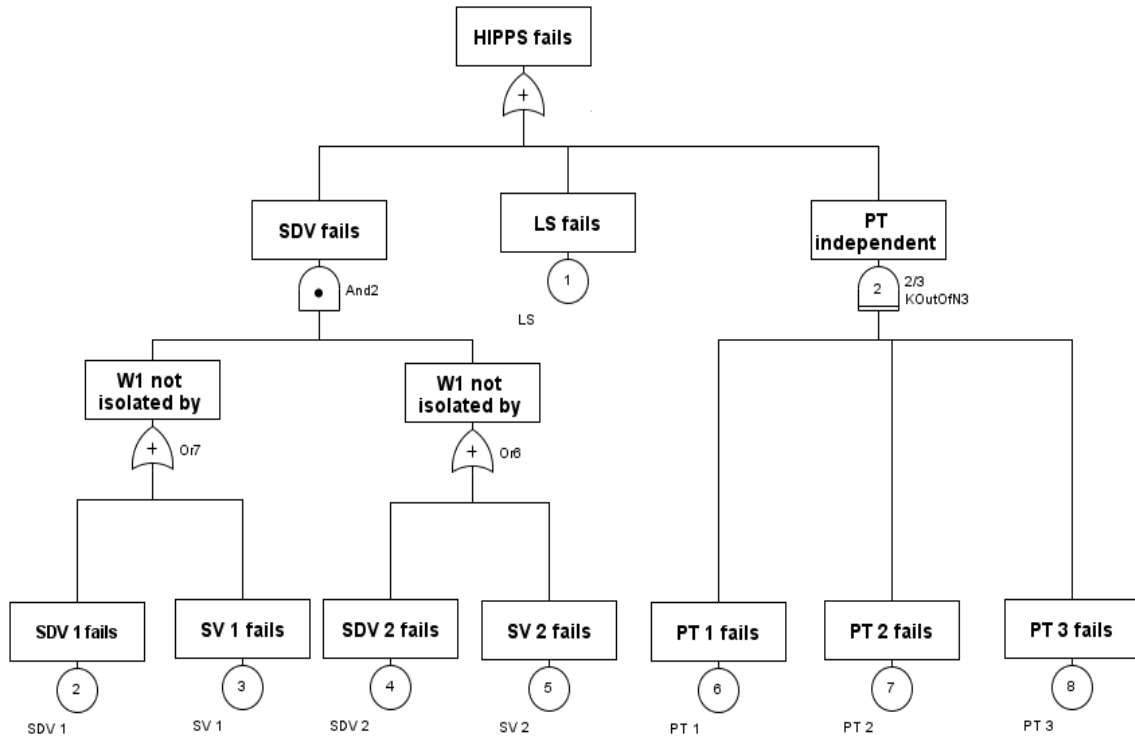 HIPPS fails
+
SDV fails
LS fails
PT
independent
And2
1
2
2/3
KOutOfN3
LS
W1 not
isolated by
W1 not
isolated by
+
Or7
+
Or6
SDV 1 fails
SV 1 fails
SDV 2 fails
SV 2 fails
PT 1 fails
PT 2 fails
PT 3 fails
2
3
4
5
6
7
8
SDV 1
SV 1
SDV 2
SV 2
PT 1
PT 2
PT 3